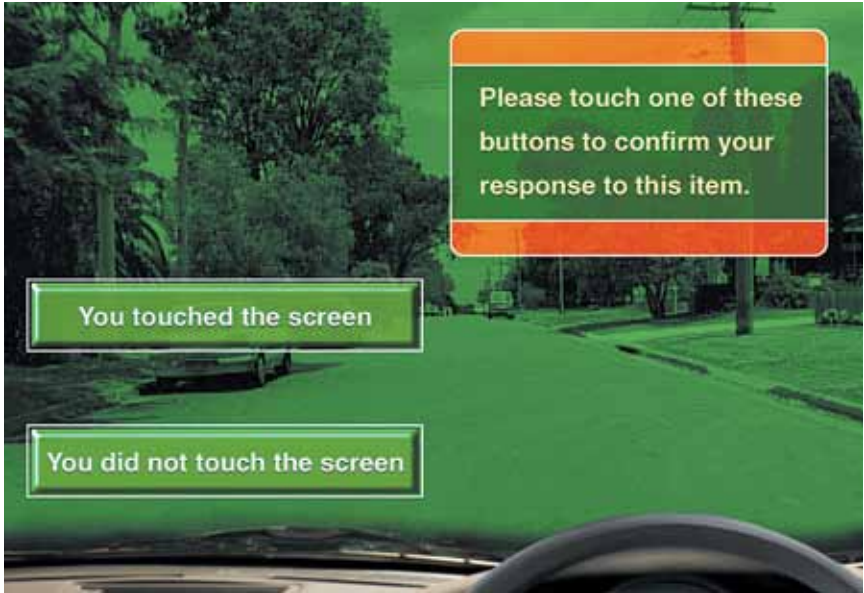 Please touch one of these
buttons to confirm your
response to this item.
You touched the screen
You did not touch the screen